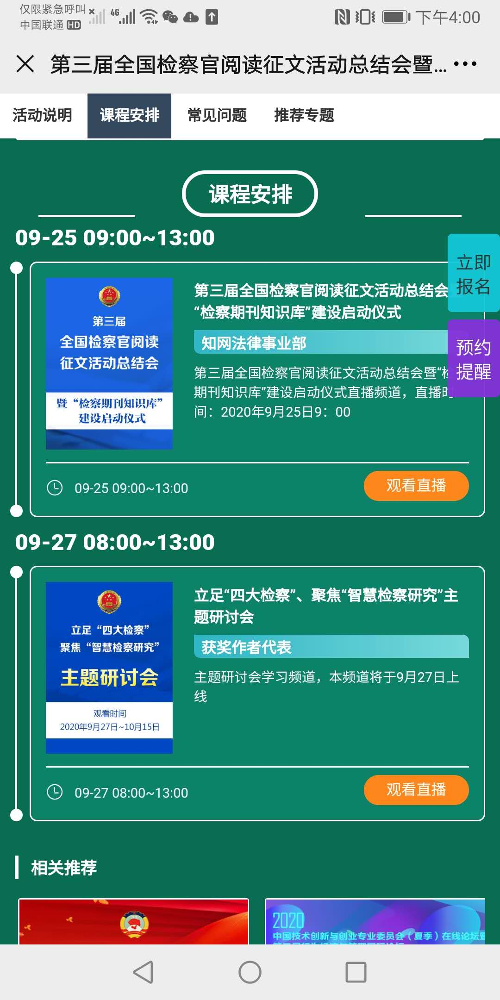 仅限紧急呼叫
中国联通 HD
4G
下午4:00
第三届全国检察官阅读征文活动总结会暨...
活动说明 课程安排 常见问题 推荐专题
课程安排
09-25 09:00~13:00
立即
报名
预约
提醒
第三届
全国检察官阅读
征文活动总结会
暨“检察期刊知识库”
建设启动仪式
第三届全国检察官阅读征文活动总结会
“检察期刊知识库”建设启动仪式
知网法律事业部
第三届全国检察官阅读征文活动总结会暨“检
期刊知识库”建设启动仪式直播频道，直播时
间：2020年9月25日9：00
09-25 09:00~13:00
观看直播
09-27 08:00~13:00
立足“四大检察”
聚焦“智慧检察研究”
主题研讨会
观看时间
2020年9月27日~10月15日
立足“四大检察”、聚焦“智慧检察研究”主
题研讨会
获奖作者代表
主题研讨会学习频道，本频道将于9月27日上
线
09-27 08:00~13:00
观看直播
相关推荐
2020
中国技术创新与创业专业委员会（夏季）在线论坛暨